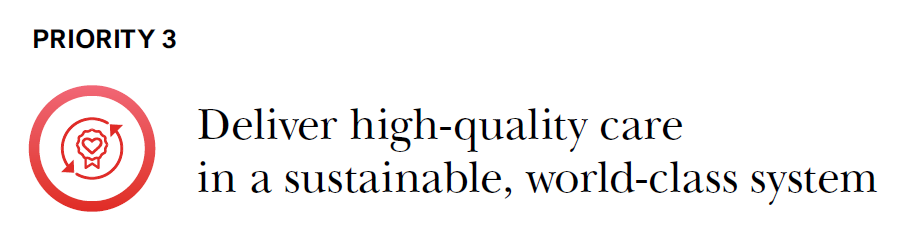 PRIORITY 3
Deliver high-quality care
in a sustainable, world-class system